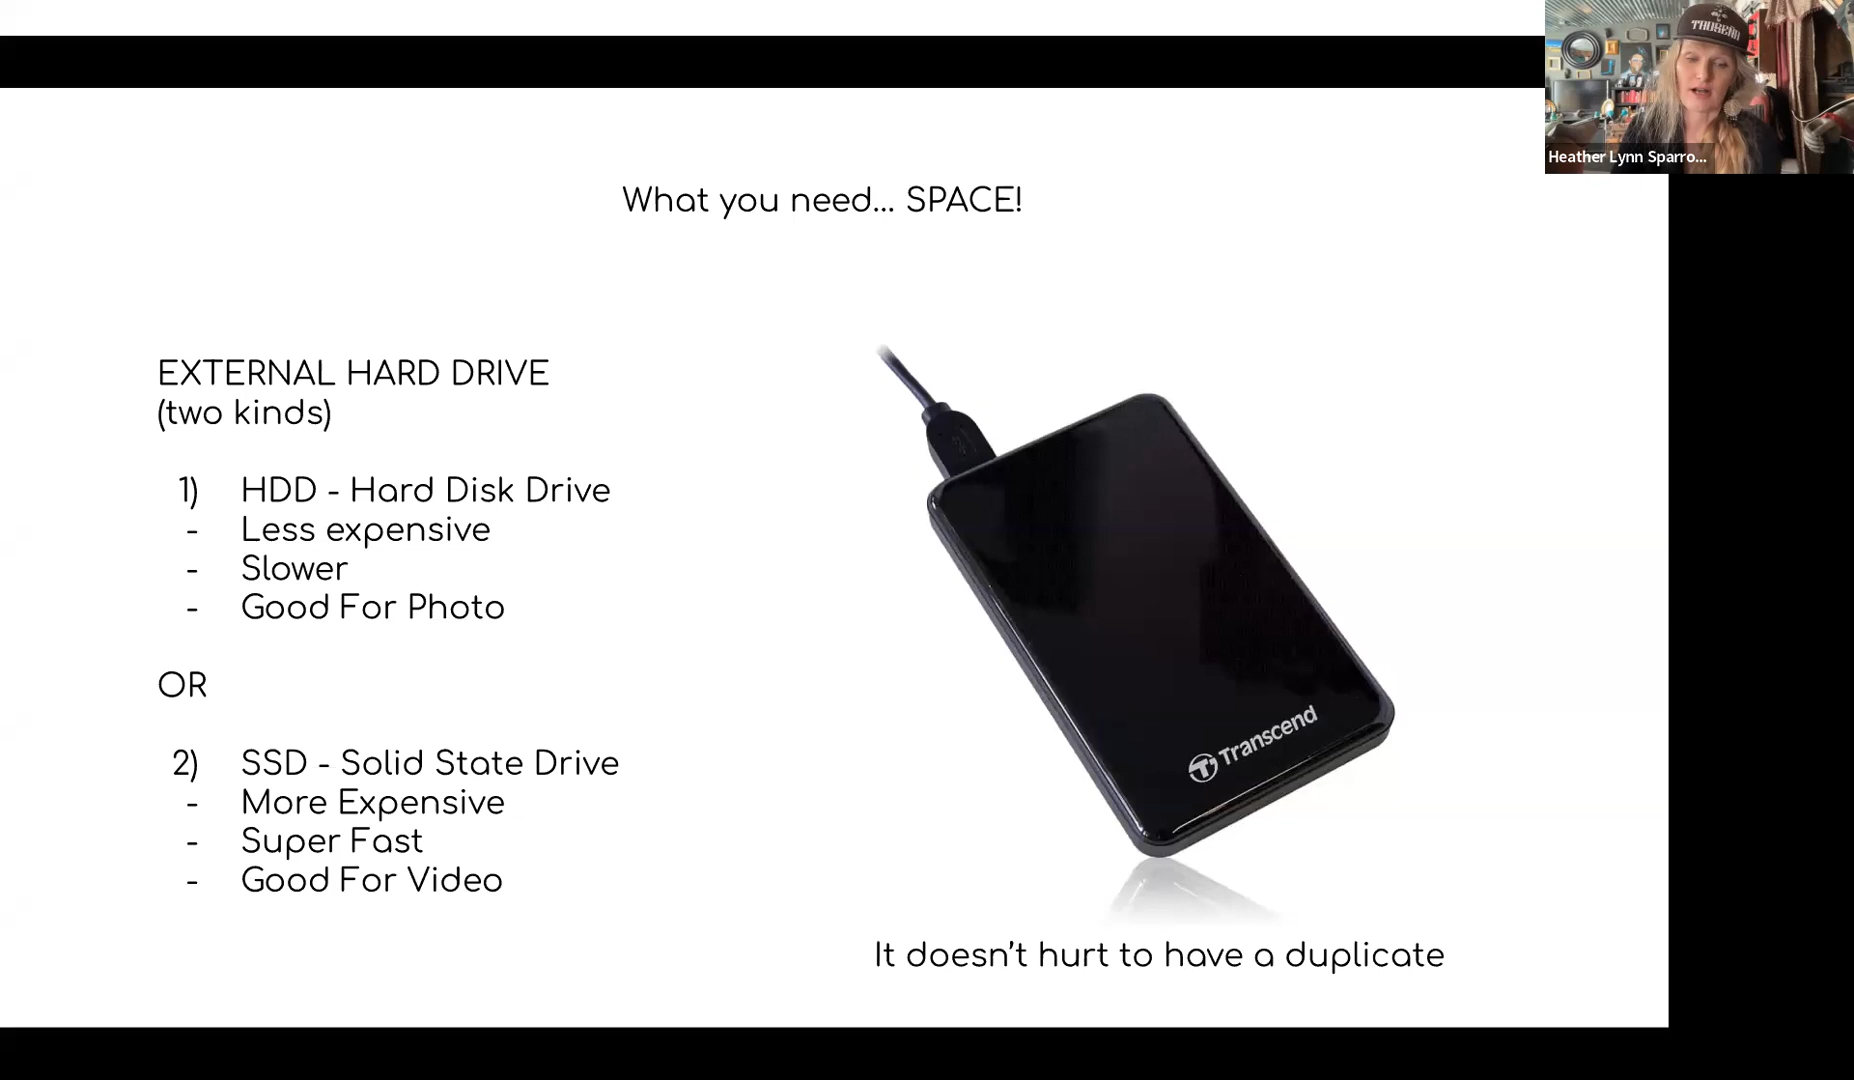 What you need... SPACE!
EXTERNAL HARD DRIVE
(two kinds)
1) HDD - Hard Disk Drive
- Less expensive
- Slower
- Good For Photo
OR
2) SSD - Solid State Drive
- More Expensive
- Super Fast
- Good For Video
Transcend
It doesn't hurt to have a duplicate
Heather Lynn Sparro...